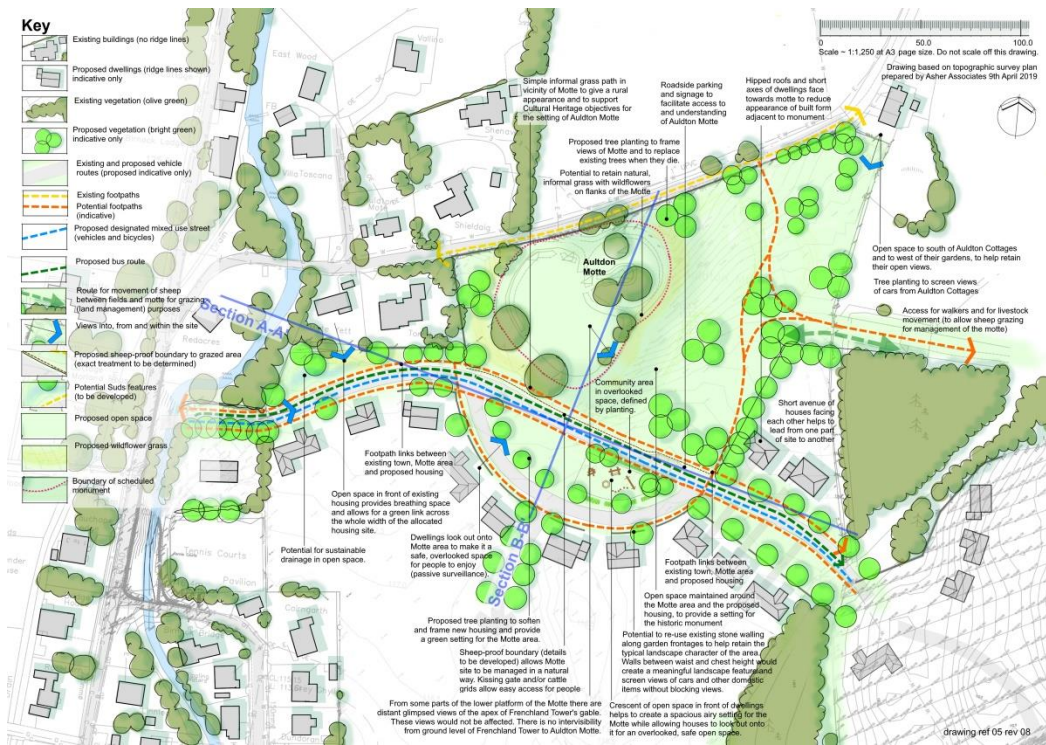 Key
Existing buildings (no ridge lines)
Proposed dwellings (ridge lines shown)
indicative only
Existing vegetation (olive green)
Proposed vegetation (bright green)
indicative only
Existing and proposed vehicle
routes (proposed indicative only)
Existing footpaths
Potential footpaths
(indicative)
Proposed designated mixed use street
(vehicles and bicycles)
Proposed bus route
Route for movement of sheep
between fields and motte for grazing
(land management) purposes
Views into, from and within the site
Proposed sheep-proof boundary to grazed area
(exact treatment to be determined)
Potential Suds features
(to be developed)
Proposed open space
Proposed wildflower grass
Boundary of scheduled
monument
0 50.0 100.0
Scale ~ 1:1,250 at A3 page size. Do not scale off this drawing.
Drawing based on topographic survey plan
prepared by Asher Associates 9th April 2019
Simple informal grass path in
vicinity of Motte to give a rural
appearance and to support
Cultural Heritage objectives for
the setting of Auldton Motte
Roadside parking
and signage to
facilitate access to
and understanding
of Auldton Motte
Hipped roofs and short
axes of dwellings face
towards motte to reduce
appearance of built form
adjacent to monument
Proposed tree planting to frame
views of Motte and to replace
existing trees when they die.
Potential to retain natural,
informal grass with wildflowers
on flanks of the Motte
East Wood
Vallino
FB
Villa Toscana
Shieldaig
Redacres
Aultdon
Motte
Section A-A
Section B-B
Open space to south of Auldton Cottages
and to west of their gardens, to help retain
their open views.
Tree planting to screen views
of cars from Auldton Cottages
Access for walkers and for livestock
movement (to allow sheep grazing
for management of the motte)
Community area
in overlooked
space, defined
by planting.
Short avenue of
houses facing
each other helps to
lead from one part
of site to another
Footpath links between
existing town, Motte area
and proposed housing
Open space in front of existing
housing provides breathing space
and allows for a green link across
the whole width of the allocated
housing site.
Potential for sustainable
drainage in open space.
Dwellings look out onto
Motte area to make it a
safe, overlooked space
for people to enjoy
(passive surveillance).
Footpath links between
existing town, Motte area
and proposed housing
Open space maintained around
the Motte area and the proposed
housing, to provide a setting for
the historic monument
Tennis Courts
Pavilion
Cairngarth
Proposed tree planting to soften
and frame new housing and provide
a green setting for the Motte area.
Sheep-proof boundary (details
to be developed) allows Motte
site to be managed in a natural
way. Kissing gate and/or cattle
grids allow easy access for people
Potential to re-use existing stone walling
along garden frontages to help retain the
typical landscape character of the area.
Walls between waist and chest height would
create a meaningful landscape feature and
screen views of cars and other domestic
items without blocking views.
From some parts of the lower platform of the Motte there are
distant glimpsed views of the apex of Frenchland Tower's gable.
These views would not be affected. There is no intervisibility
from ground level of Frenchland Tower to Auldton Motte.
Crescent of open space in front of dwellings
helps to create a spacious airy setting for the
Motte while allowing houses to look out onto
it for an overlooked, safe open space.
drawing ref 05 rev 08